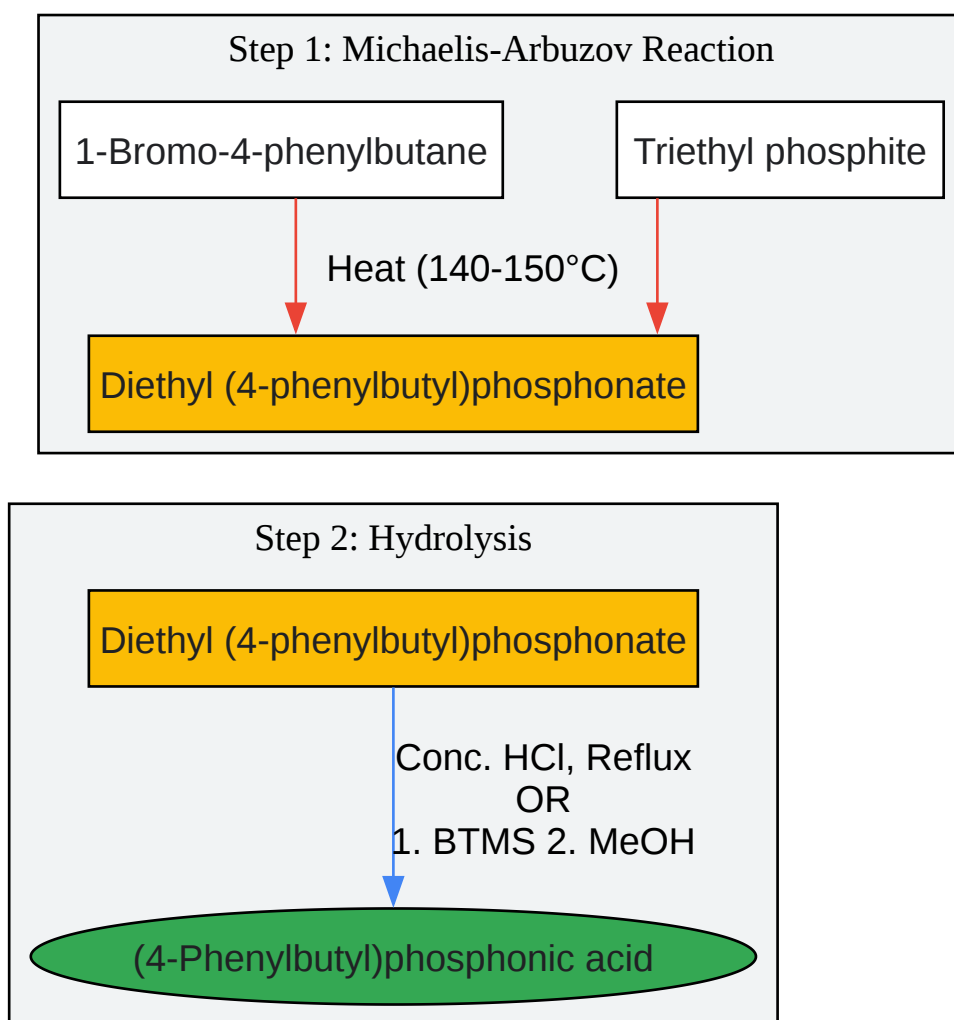 Step 1: Michaelis-Arbuzov Reaction
1-Bromo-4-phenylbutane
Triethyl phosphite
Heat (140-150°C)
Diethyl (4-phenylbutyl)phosphonate
Step 2: Hydrolysis
Diethyl (4-phenylbutyl)phosphonate
Conc. HCl, Reflux
OR
1. BTMS 2. MeOH
(4-Phenylbutyl)phosphonic acid